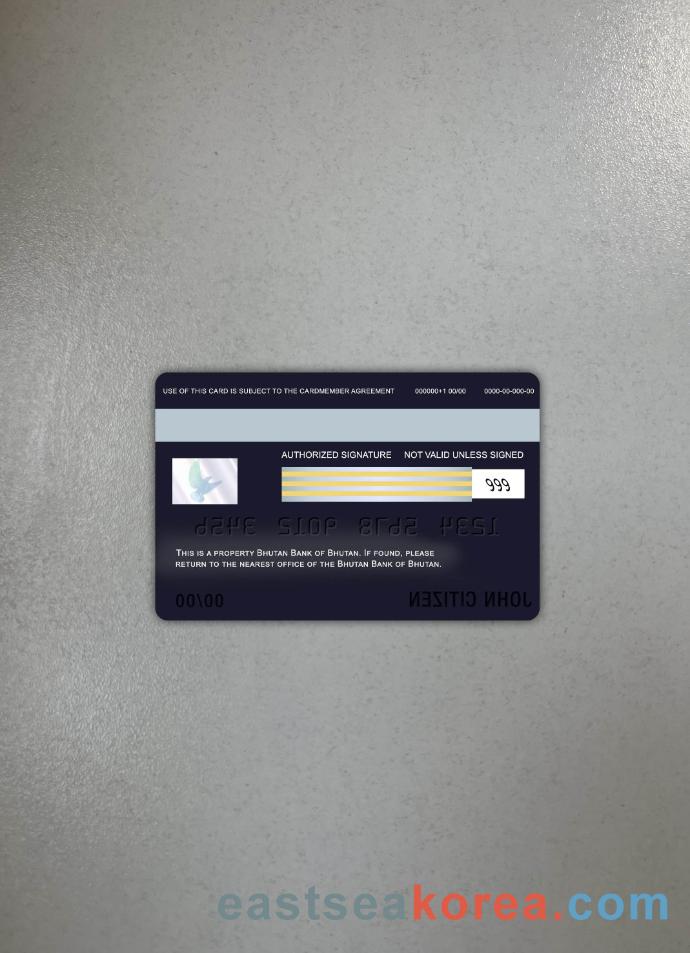 USE OF THIS CARD IS SUBJECT TO THE CARDMEMBER AGREEMENT 000000+1 00/00 0000-00-000-00
AUTHORIZED SIGNATURE NOT VALID UNLESS SIGNED
999
1234 5678 9012 3456
THIS IS A PROPERTY BHUTAN BANK OF BHUTAN. IF FOUND, PLEASE
RETURN TO THE NEAREST OFFICE OF THE BHUTAN BANK OF BHUTAN.
00/00 JOHN CITIZEN
eastseakorea.com